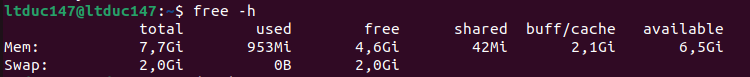 ltduc147@ltduc147:~$ free -h
total used free shared buff/cache available
Mem: 7,7Gi 953Mi 4,6Gi 42Mi 2,1Gi 6,5Gi
Swap: 2,0Gi 0B 2,0Gi